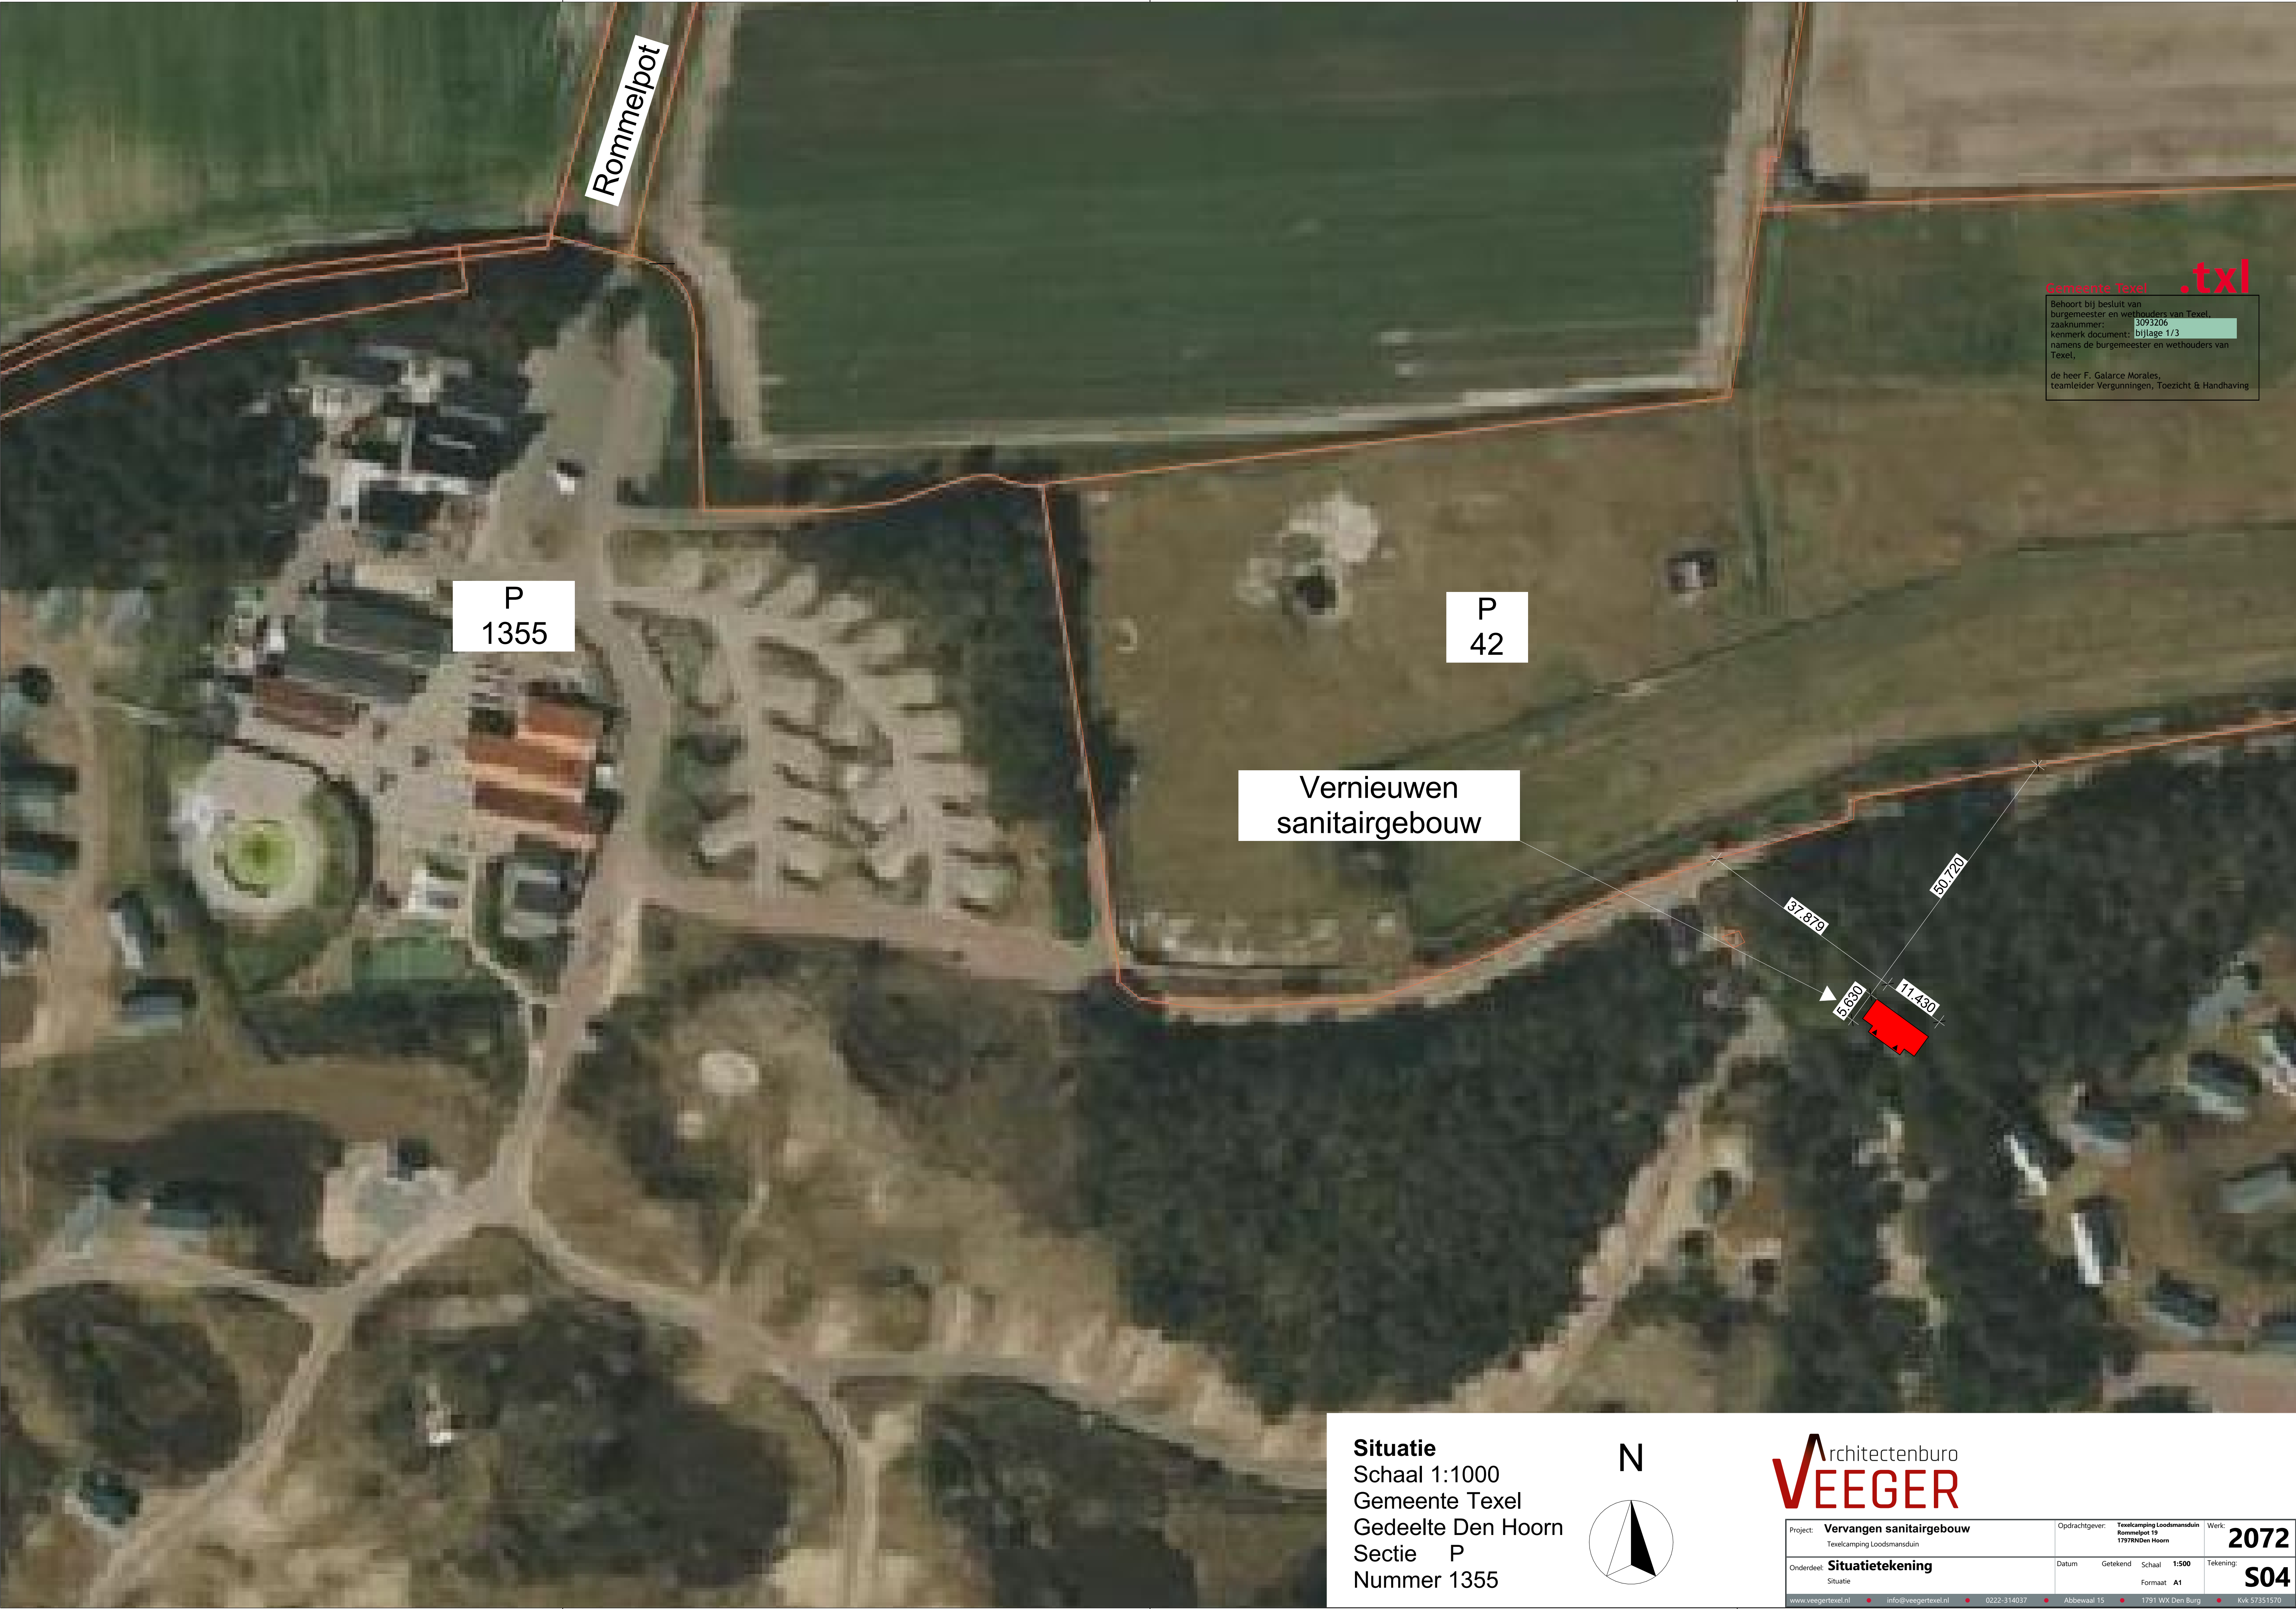 Rommelpot
.txl
Gemeente Texel
Behoort bij besluit van
burgemeester en wethouders van Texel,
zaaknummer: 3093206
kenmerk document: bijlage 1/3
namens de burgemeester en wethouders van
Texel,
de heer F. Galarce Morales,
teamleider Vergunningen, Toezicht & Handhaving
P
1355
P
42
Vernieuwen
sanitairgebouw
50.720
37.879
5.630
11.430
Situatie
Schaal 1:1000
Gemeente Texel
Gedeelte Den Hoorn
Sectie P
Nummer 1355
N
Architectenburo
VEEGER
Project: Vervangen sanitairgebouw
Texelcamping Loodsmansduin
Opdrachtgever: Texelcamping Loodsmansduin
Rommelpot 19
1797RNDen Hoorn
Werk: 2072
Onderdeel: Situatietekening
Situatie
Datum Getekend Schaal 1:500
Formaat A1
Tekening: S04
www.veegertexel.nl • info@veegertexel.nl • 0222-314037 • Abbewaal 15 • 1791 WX Den Burg • Kvk 57351570